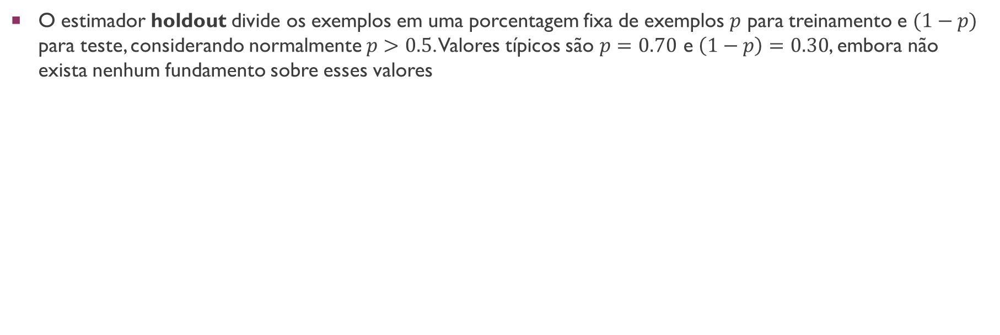 ▪ O estimador holdout divide os exemplos em uma porcentagem fixa de exemplos p para treinamento e (1 − p)
para teste, considerando normalmente p > 0.5. Valores típicos são p = 0.70 e (1 − p) = 0.30, embora não
exista nenhum fundamento sobre esses valores